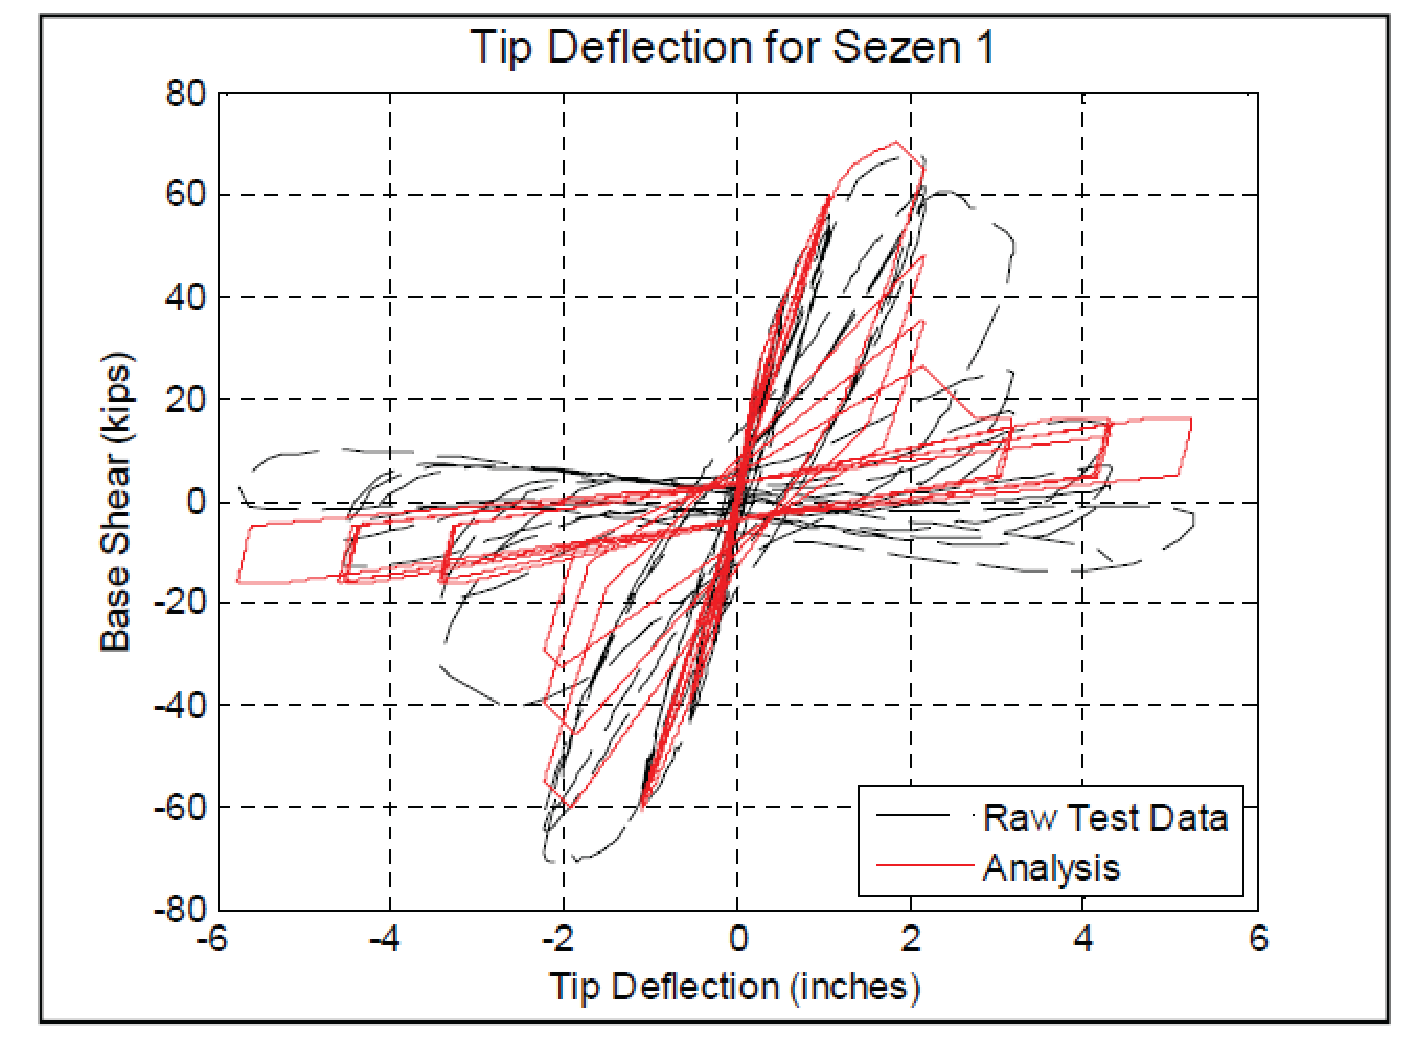 Tip Deflection for Sezen 1
80
60
40
20
0
-20
-40
-60
-80
Base Shear (kips)
-6 -4 -2 0 2 4 6
Tip Deflection (inches)
Raw Test Data
Analysis